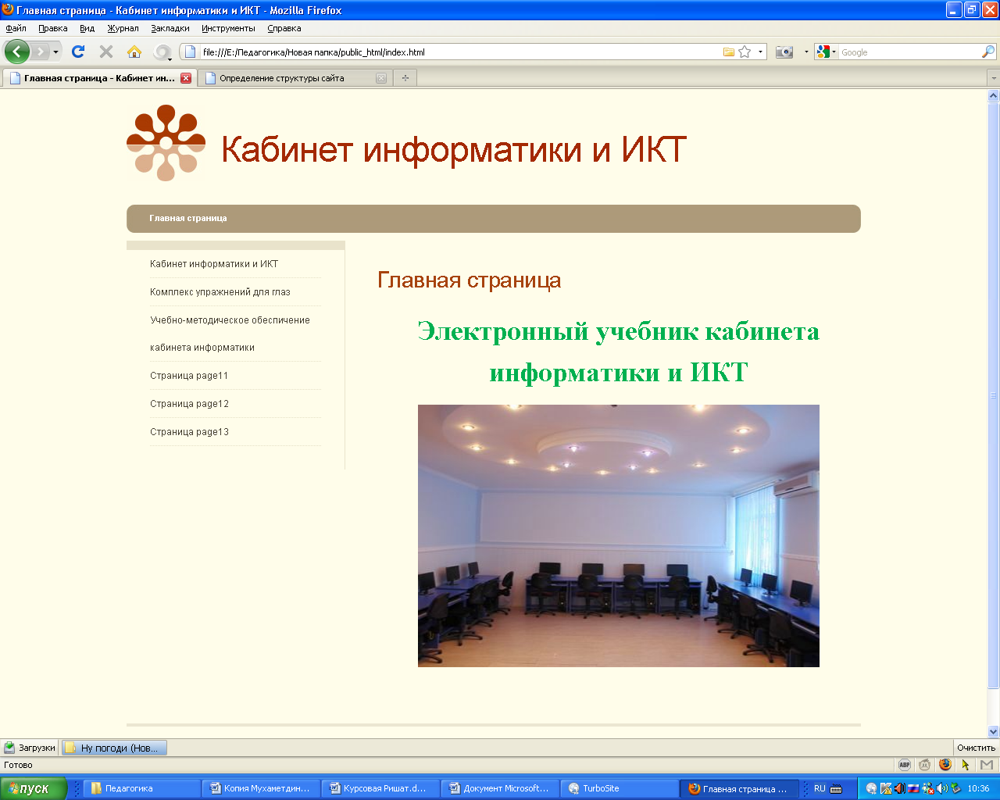 Главная страница - Кабинет информатики и ИКТ - Mozilla Firefox
Файл Правка Вид Журнал Закладки Инструменты Справка
file:///E:/Педагогика/Новая папка/public_html/index.html
Google
Главная страница - Кабинет ин...
Определение структуры сайта
Кабинет информатики и ИКТ
Главная страница
Кабинет информатики и ИКТ
Комплекс упражнений для глаз
Учебно-методическое обеспичение
кабинета информатики
Страница page11
Страница page12
Страница page13
Главная страница
Электронный учебник кабинета
информатики и ИКТ
Загрузки
Ну погоди (Нов...
Очистить
Готово
ABP
пуск
Педагогика
Копия Мухаметдин...
Курсовая Ришат.d...
Документ Microsoft...
TurboSite
Главная страница ...
RU
10:36